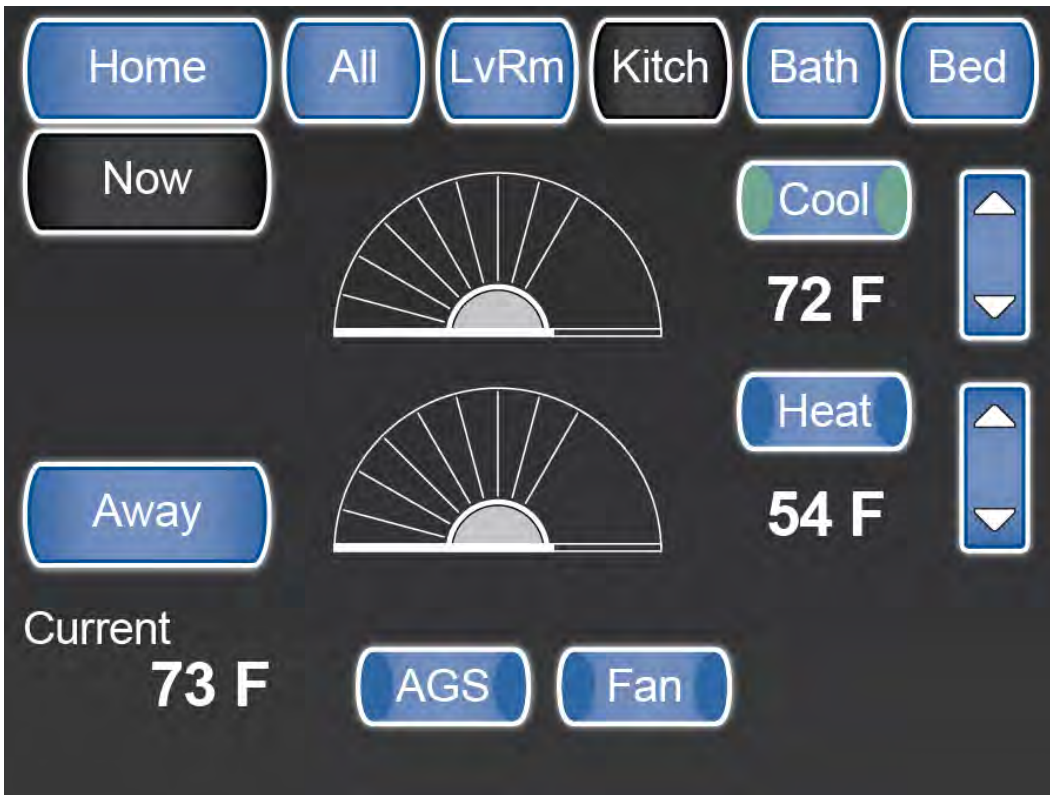 Home All LvRm Kitch Bath Bed
Now
Cool
72 F
Heat
54 F
Away
Current
73 F
AGS Fan